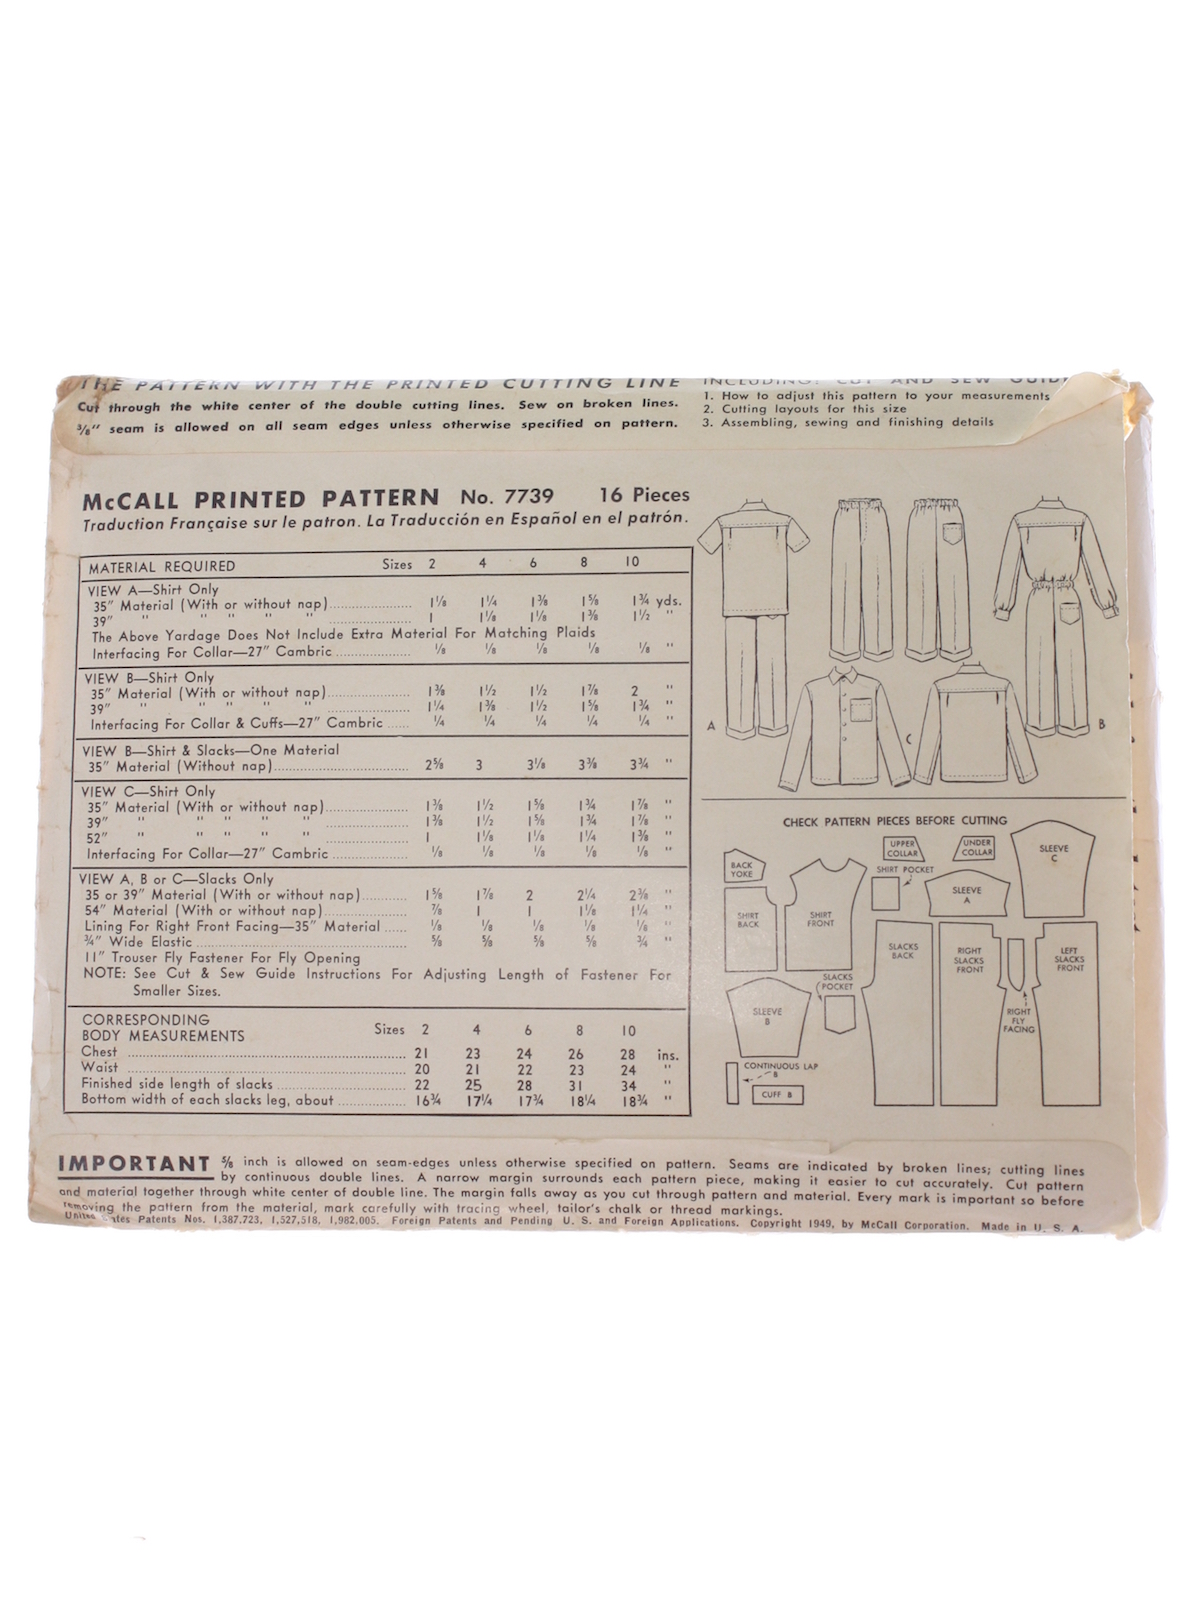 THE PATTERN WITH THE PRINTED CUTTING LINE
Cut through the white center of the double cutting lines. Sew on broken lines.
⅝" seam is allowed on all seam edges unless otherwise specified on pattern.
INCLUDING: CUT AND SEW GUIDE
1. How to adjust this pattern to your measurements
2. Cutting layouts for this size
3. Assembling, sewing and finishing details
McCALL PRINTED PATTERN No. 7739 16 Pieces
Traduction Française sur le patron. La Traducción en Español en el patrón.
MATERIAL REQUIRED Sizes 2 4 6 8 10
VIEW A—Shirt Only
35" Material (With or without nap) 1⅛ 1¼ 1⅜ 1⅝ 1¾ yds.
39" " " " " " 1 1⅛ 1⅛ 1⅜ 1½ "
The Above Yardage Does Not Include Extra Material For Matching Plaids
Interfacing For Collar—27" Cambric ⅛ ⅛ ⅛ ⅛ ⅛ "
VIEW B—Shirt Only
35" Material (With or without nap) 1⅜ 1½ 1½ 1⅞ 2 "
39" " " " " " 1¼ 1⅜ 1½ 1⅝ 1¾ "
Interfacing For Collar & Cuffs—27" Cambric ¼ ¼ ¼ ¼ ¼ "
VIEW B—Shirt & Slacks—One Material
35" Material (Without nap) 2⅝ 3 3⅛ 3⅜ 3¾ "
VIEW C—Shirt Only
35" Material (With or without nap) 1⅜ 1½ 1⅝ 1¾ 1⅞ "
39" " " " " " 1⅜ 1½ 1⅝ 1¾ 1⅞ "
52" " " " " " 1 1⅛ 1⅛ 1¼ 1⅜ "
Interfacing For Collar—27" Cambric ⅛ ⅛ ⅛ ⅛ ⅛ "
VIEW A, B or C—Slacks Only
35 or 39" Material (With or without nap) 1⅝ 1⅞ 2 2¼ 2⅜ "
54" Material (With or without nap) ⅞ 1 1 1⅛ 1¼ "
Lining For Right Front Facing—35" Material ⅛ ⅛ ⅛ ⅛ ⅛ "
¾" Wide Elastic ⅝ ⅝ ⅝ ⅝ ¾ "
11" Trouser Fly Fastener For Fly Opening
NOTE: See Cut & Sew Guide Instructions For Adjusting Length of Fastener For
Smaller Sizes.
CORRESPONDING
BODY MEASUREMENTS Sizes 2 4 6 8 10
Chest 21 23 24 26 28 ins.
Waist 20 21 22 23 24 "
Finished side length of slacks 22 25 28 31 34 "
Bottom width of each slacks leg, about 16¾ 17¼ 17¾ 18¼ 18¾ "
A
C
B
CHECK PATTERN PIECES BEFORE CUTTING
BACK
YOKE
UPPER
COLLAR
UNDER
COLLAR
SHIRT POCKET
SLEEVE
C
SLEEVE
A
SHIRT
BACK
SHIRT
FRONT
SLACKS
BACK
RIGHT
SLACKS
FRONT
LEFT
SLACKS
FRONT
SLACKS
POCKET
SLEEVE
B
RIGHT
FLY
FACING
CONTINUOUS LAP
B
CUFF B
IMPORTANT ⅝ inch is allowed on seam-edges unless otherwise specified on pattern. Seams are indicated by broken lines; cutting lines
by continuous double lines. A narrow margin surrounds each pattern piece, making it easier to cut accurately. Cut pattern
and material together through white center of double line. The margin falls away as you cut through pattern and material. Every mark is important so before
removing the pattern from the material, mark carefully with tracing wheel, tailor's chalk or thread markings.
United States Patents Nos. 1,387,723, 1,527,518, 1,982,005. Foreign Patents and Pending U. S. and Foreign Applications. Copyright 1949, by McCall Corporation. Made in U. S. A.